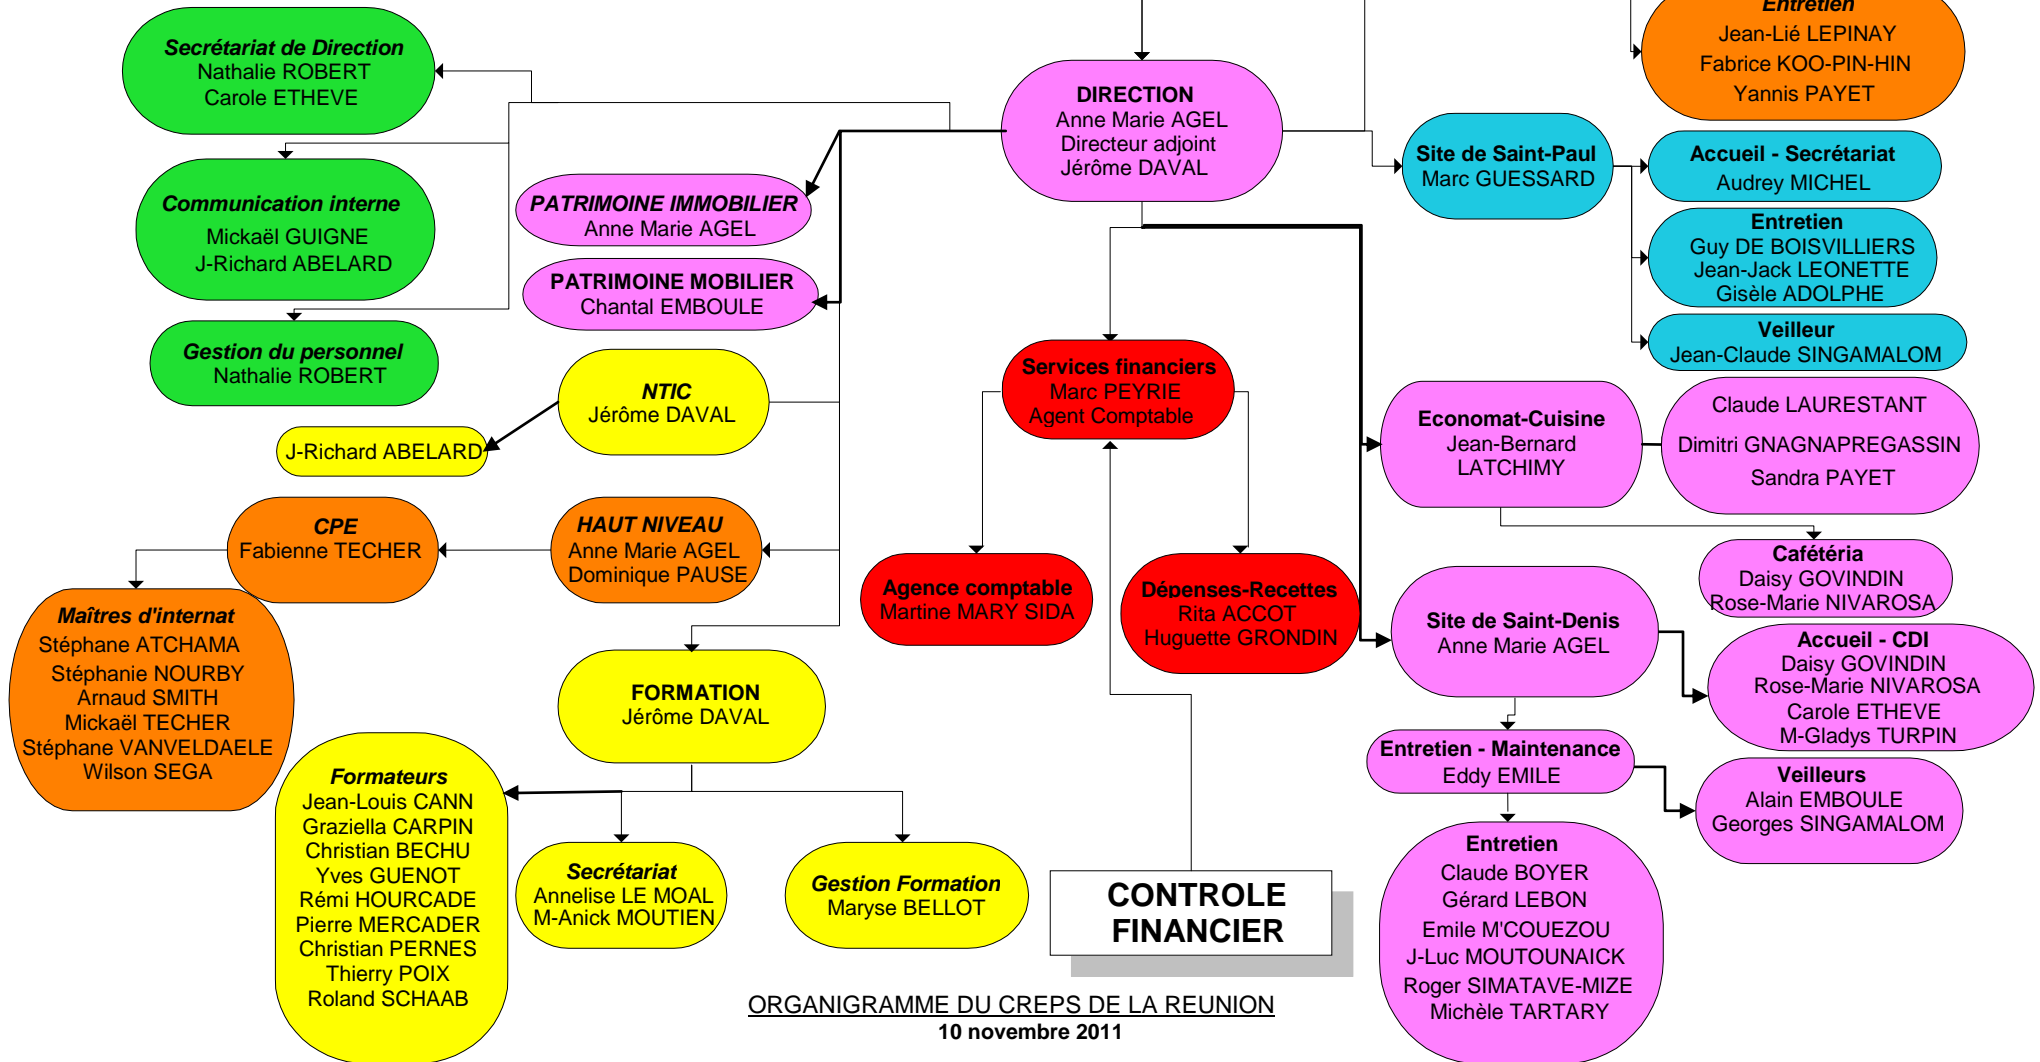 Entretien
Jean-Lié LEPINAY
Fabrice KOO-PIN-HIN
Yannis PAYET
Secrétariat de Direction
Nathalie ROBERT
Carole ETHEVE
DIRECTION
Anne Marie AGEL
Directeur adjoint
Jérôme DAVAL
Site de Saint-Paul
Marc GUESSARD
Accueil - Secrétariat
Audrey MICHEL
Communication interne
Mickaël GUIGNE
J-Richard ABELARD
PATRIMOINE IMMOBILIER
Anne Marie AGEL
Entretien
Guy DE BOISVILLIERS
Jean-Jack LEONETTE
Gisèle ADOLPHE
PATRIMOINE MOBILIER
Chantal EMBOULE
Veilleur
Jean-Claude SINGAMALOM
Gestion du personnel
Nathalie ROBERT
NTIC
Jérôme DAVAL
Services financiers
Marc PEYRIE
Agent Comptable
J-Richard ABELARD
Economat-Cuisine
Jean-Bernard
LATCHIMY
Claude LAURESTANT
Dimitri GNAGNAPREGASSIN
Sandra PAYET
CPE
Fabienne TECHER
HAUT NIVEAU
Anne Marie AGEL
Dominique PAUSE
Cafétéria
Daisy GOVINDIN
Rose-Marie NIVAROSA
Agence comptable
Martine MARY SIDA
Dépenses-Recettes
Rita ACCOT
Huguette GRONDIN
Maîtres d'internat
Stéphane ATCHAMA
Stéphanie NOURBY
Arnaud SMITH
Mickaël TECHER
Stéphane VANVELDAELE
Wilson SEGA
Site de Saint-Denis
Anne Marie AGEL
Accueil - CDI
Daisy GOVINDIN
Rose-Marie NIVAROSA
Carole ETHEVE
M-Gladys TURPIN
FORMATION
Jérôme DAVAL
Entretien - Maintenance
Eddy EMILE
Veilleurs
Alain EMBOULE
Georges SINGAMALOM
Formateurs
Jean-Louis CANN
Graziella CARPIN
Christian BECHU
Yves GUENOT
Rémi HOURCADE
Pierre MERCADER
Christian PERNES
Thierry POIX
Roland SCHAAB
Secrétariat
Annelise LE MOAL
M-Anick MOUTIEN
Gestion Formation
Maryse BELLOT
CONTROLE
FINANCIER
Entretien
Claude BOYER
Gérard LEBON
Emile M'COUEZOU
J-Luc MOUTOUNAICK
Roger SIMATAVE-MIZE
Michèle TARTARY
ORGANIGRAMME DU CREPS DE LA REUNION
10 novembre 2011